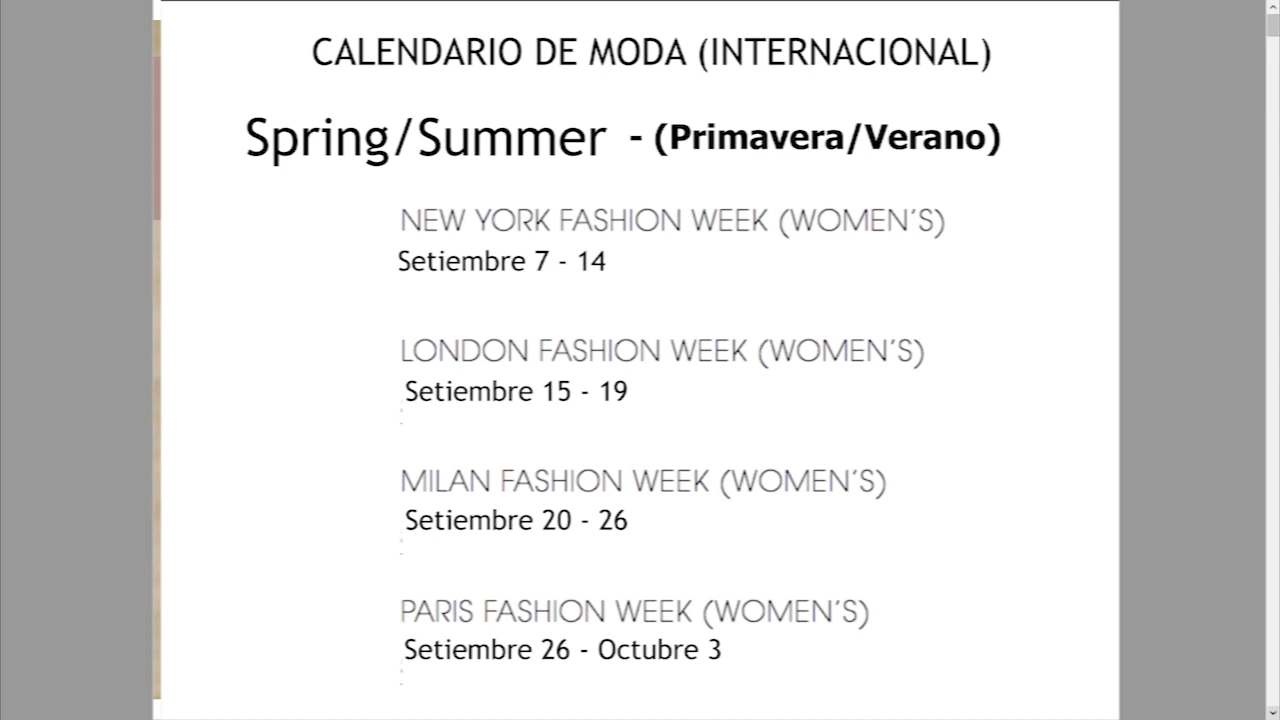 CALENDARIO DE MODA (INTERNACIONAL)
Spring/Summer - (Primavera/Verano)
NEW YORK FASHION WEEK (WOMEN'S)
Setiembre 7 - 14
LONDON FASHION WEEK (WOMEN'S)
Setiembre 15 - 19
MILAN FASHION WEEK (WOMEN'S)
Setiembre 20 - 26
PARIS FASHION WEEK (WOMEN'S)
Setiembre 26 - Octubre 3